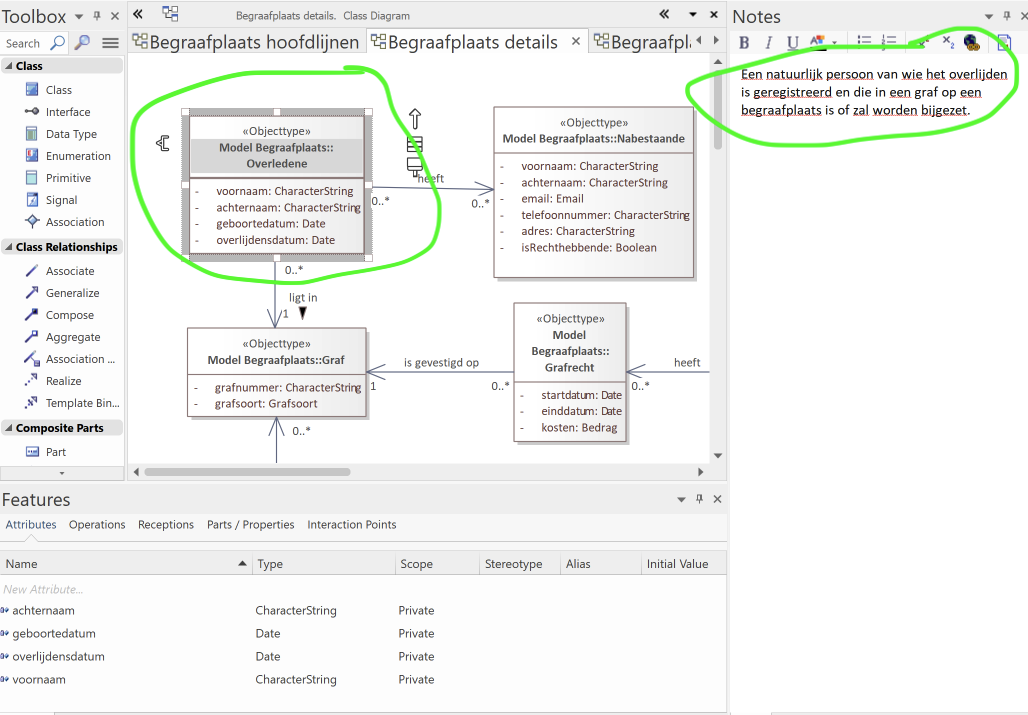 Toolbox
Begraafplaats details. Class Diagram
Notes
Search
Begraafplaats hoofdlijnen
Begraafplaats details
Begraafpl
B I U A
Class
Class
Interface
Data Type
Enumeration
Primitive
Signal
Association
Class Relationships
Associate
Generalize
Compose
Aggregate
Association ...
Realize
Template Bin...
Composite Parts
Part
«Objecttype»
Model Begraafplaats::
Overledene
- voornaam: CharacterString
- achternaam: CharacterString
- geboortedatum: Date
- overlijdensdatum: Date
heeft
0..*
0..*
«Objecttype»
Model Begraafplaats::Nabestaande
- voornaam: CharacterString
- achternaam: CharacterString
- email: Email
- telefoonnummer: CharacterString
- adres: CharacterString
- isRechthebbende: Boolean
0..*
ligt in
1
«Objecttype»
Model Begraafplaats::Graf
- grafnummer: CharacterString
- grafsoort: Grafsoort
0..*
is gevestigd op
1
0..*
«Objecttype»
Model
Begraafplaats::
Grafrecht
- startdatum: Date
- einddatum: Date
- kosten: Bedrag
heeft
0..*
Een natuurlijk persoon van wie het overlijden
is geregistreerd en die in een graf op een
begraafplaats is of zal worden bijgezet.
Features
Attributes Operations Receptions Parts / Properties Interaction Points
Name Type Scope Stereotype Alias Initial Value
New Attribute...
achternaam CharacterString Private
geboortedatum Date Private
overlijdensdatum Date Private
voornaam CharacterString Private